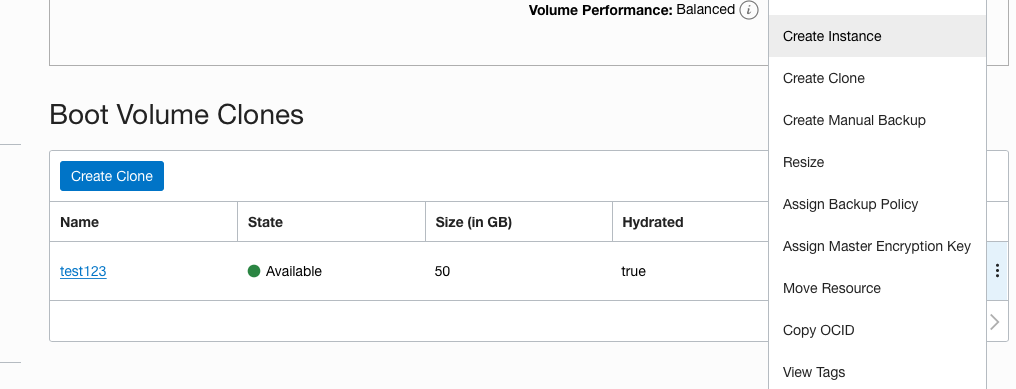 Volume Performance: Balanced i
Boot Volume Clones
Create Clone
Name State Size (in GB) Hydrated
test123 Available 50 true
Create Instance
Create Clone
Create Manual Backup
Resize
Assign Backup Policy
Assign Master Encryption Key
Move Resource
Copy OCID
View Tags